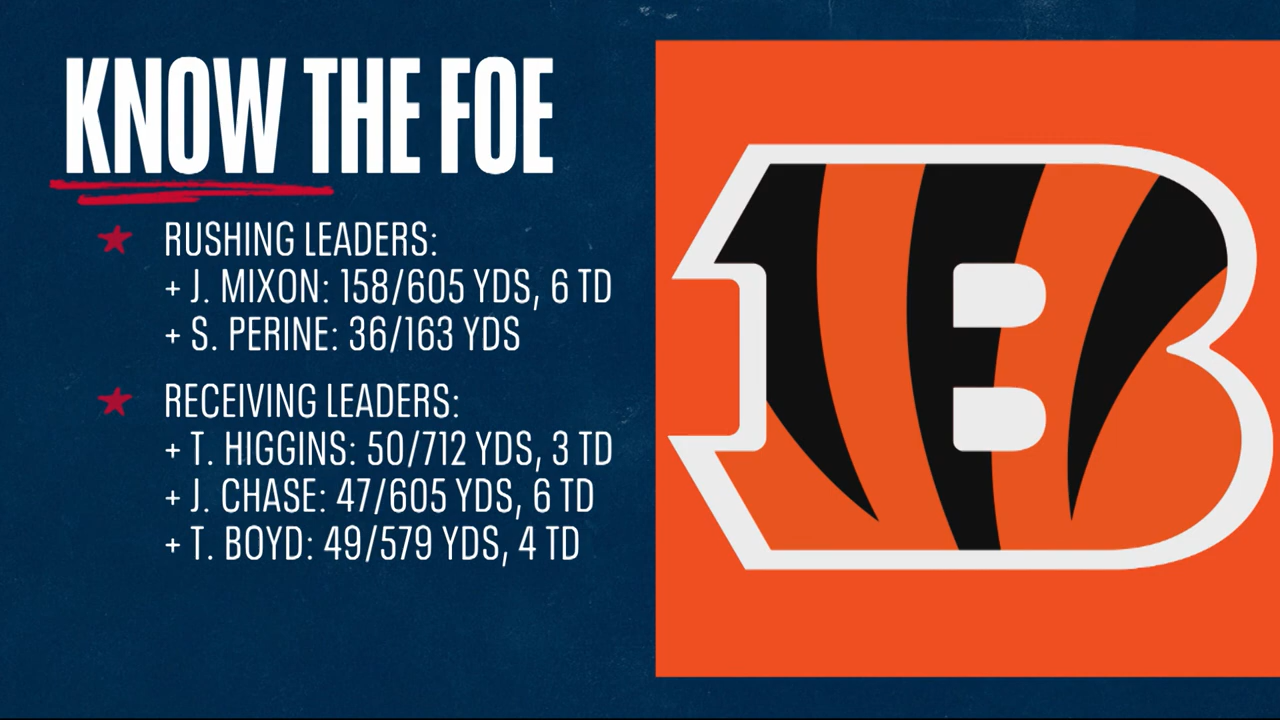 KNOW THE FOE
RUSHING LEADERS:
+ J. MIXON: 158/605 YDS, 6 TD
+ S. PERINE: 36/163 YDS
RECEIVING LEADERS:
+ T. HIGGINS: 50/712 YDS, 3 TD
+ J. CHASE: 47/605 YDS, 6 TD
+ T. BOYD: 49/579 YDS, 4 TD
B